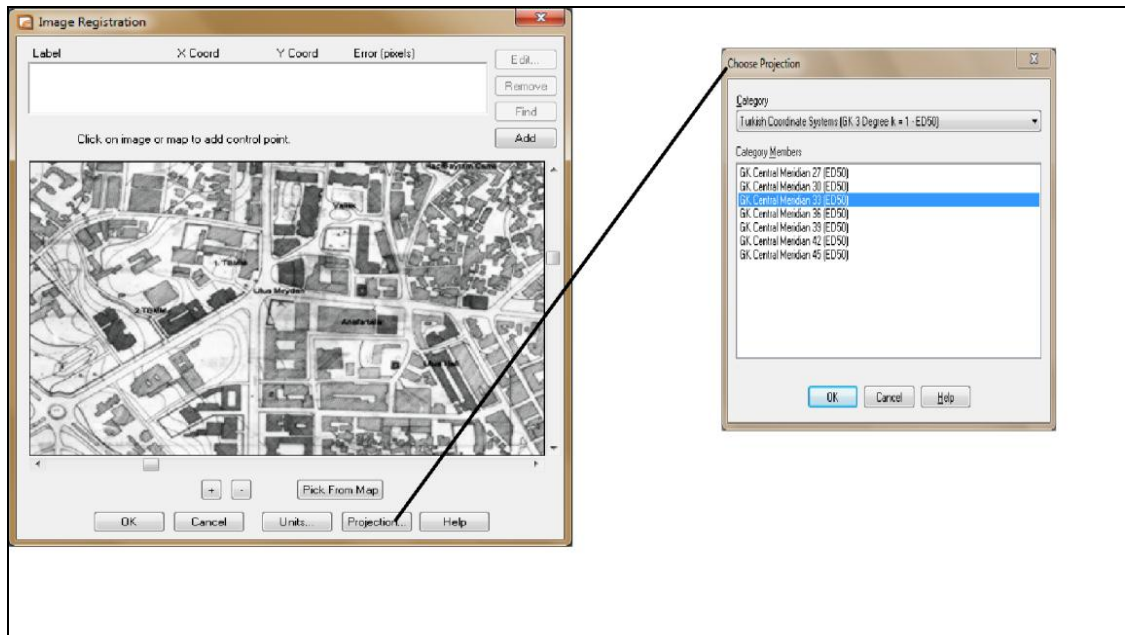 Image Registration
Label X Coord Y Coord Error (pixels)
Edit...
Remove
Find
Add
Click on image or map to add control point.
1. TBMM
2.TBMM
Ulus Meydanı
Anafartalar
+ -
Pick From Map
OK Cancel Units... Projection... Help
Choose Projection
Category
Turkish Coordinate Systems (GK 3 Degree k = 1 - ED50)
Category Members
GK Central Meridian 27 (ED50)
GK Central Meridian 30 (ED50)
GK Central Meridian 33 (ED50)
GK Central Meridian 36 (ED50)
GK Central Meridian 39 (ED50)
GK Central Meridian 42 (ED50)
GK Central Meridian 45 (ED50)
OK Cancel Help